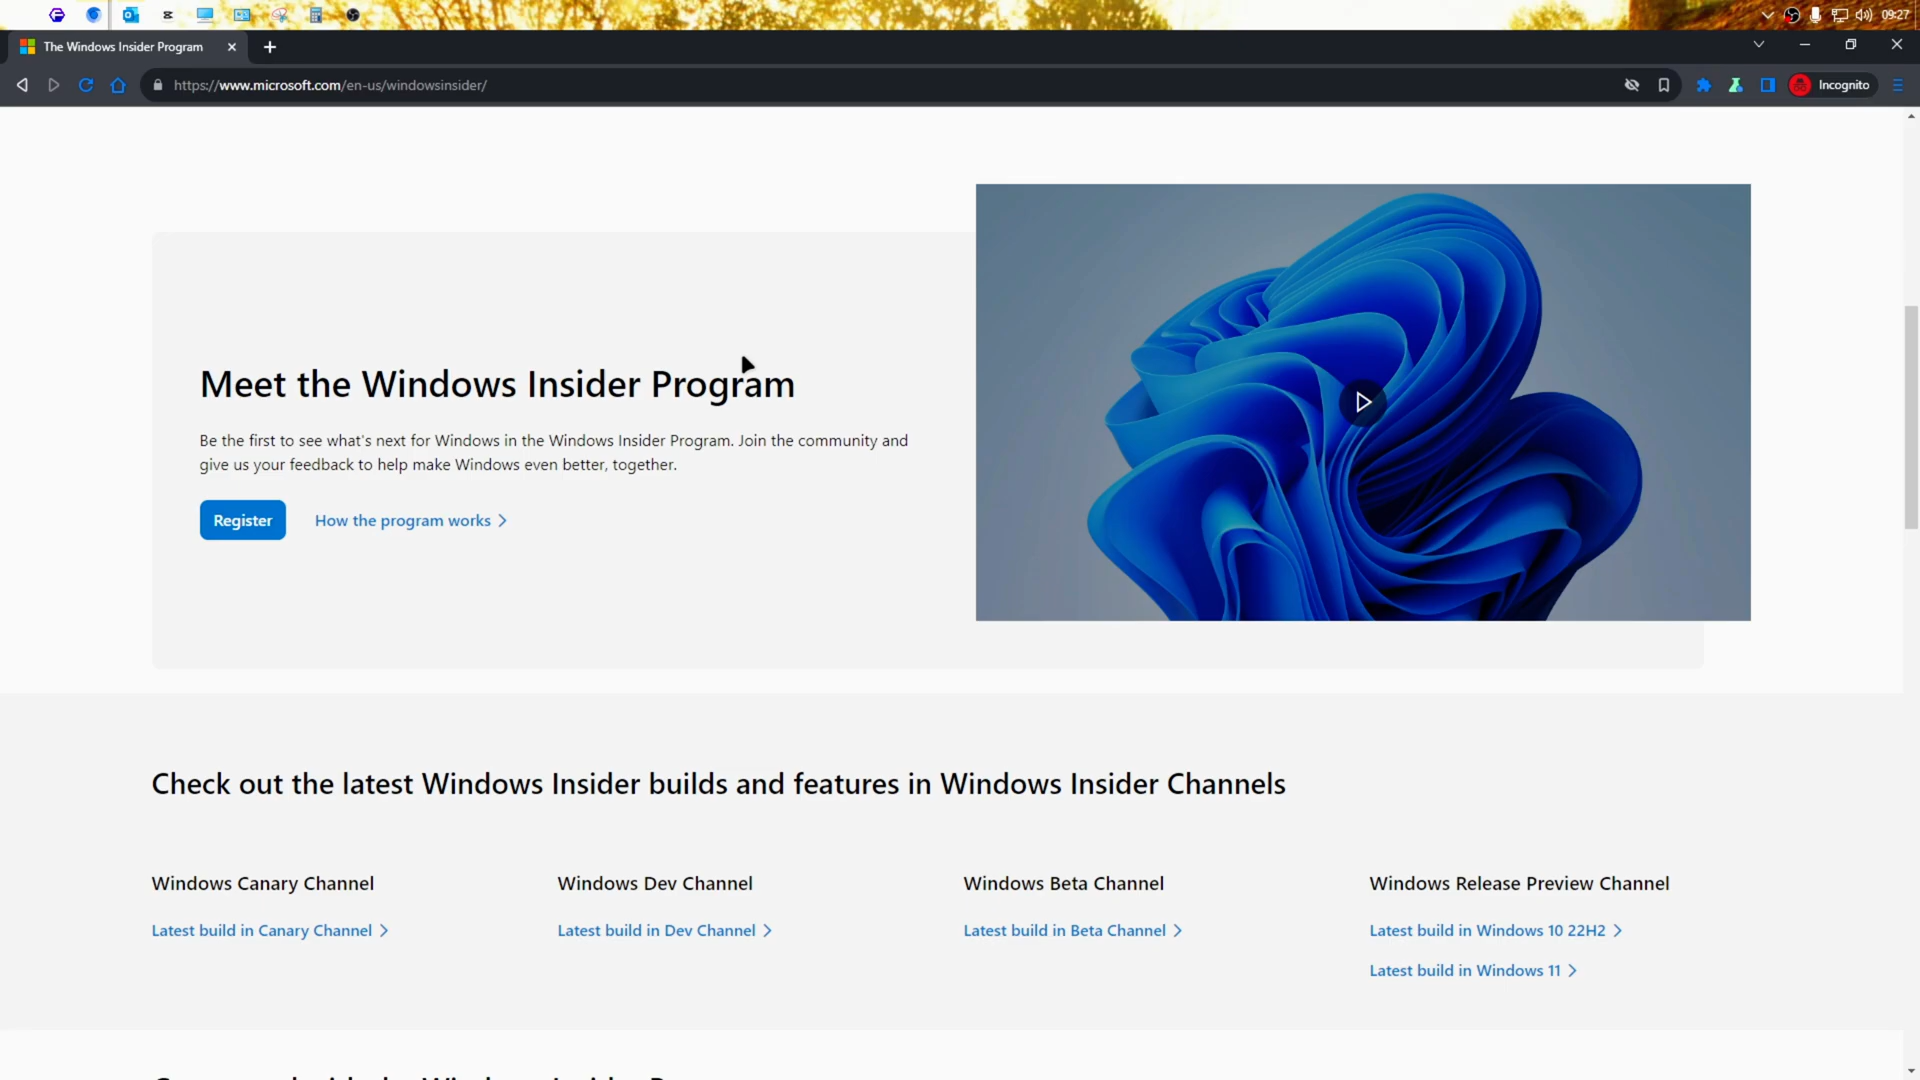 09:27
The Windows Insider Program
https://www.microsoft.com/en-us/windowsinsider/
Incognito
Meet the Windows Insider Program
Be the first to see what's next for Windows in the Windows Insider Program. Join the community and
give us your feedback to help make Windows even better, together.
Register
How the program works
Check out the latest Windows Insider builds and features in Windows Insider Channels
Windows Canary Channel
Latest build in Canary Channel
Windows Dev Channel
Latest build in Dev Channel
Windows Beta Channel
Latest build in Beta Channel
Windows Release Preview Channel
Latest build in Windows 10 22H2
Latest build in Windows 11